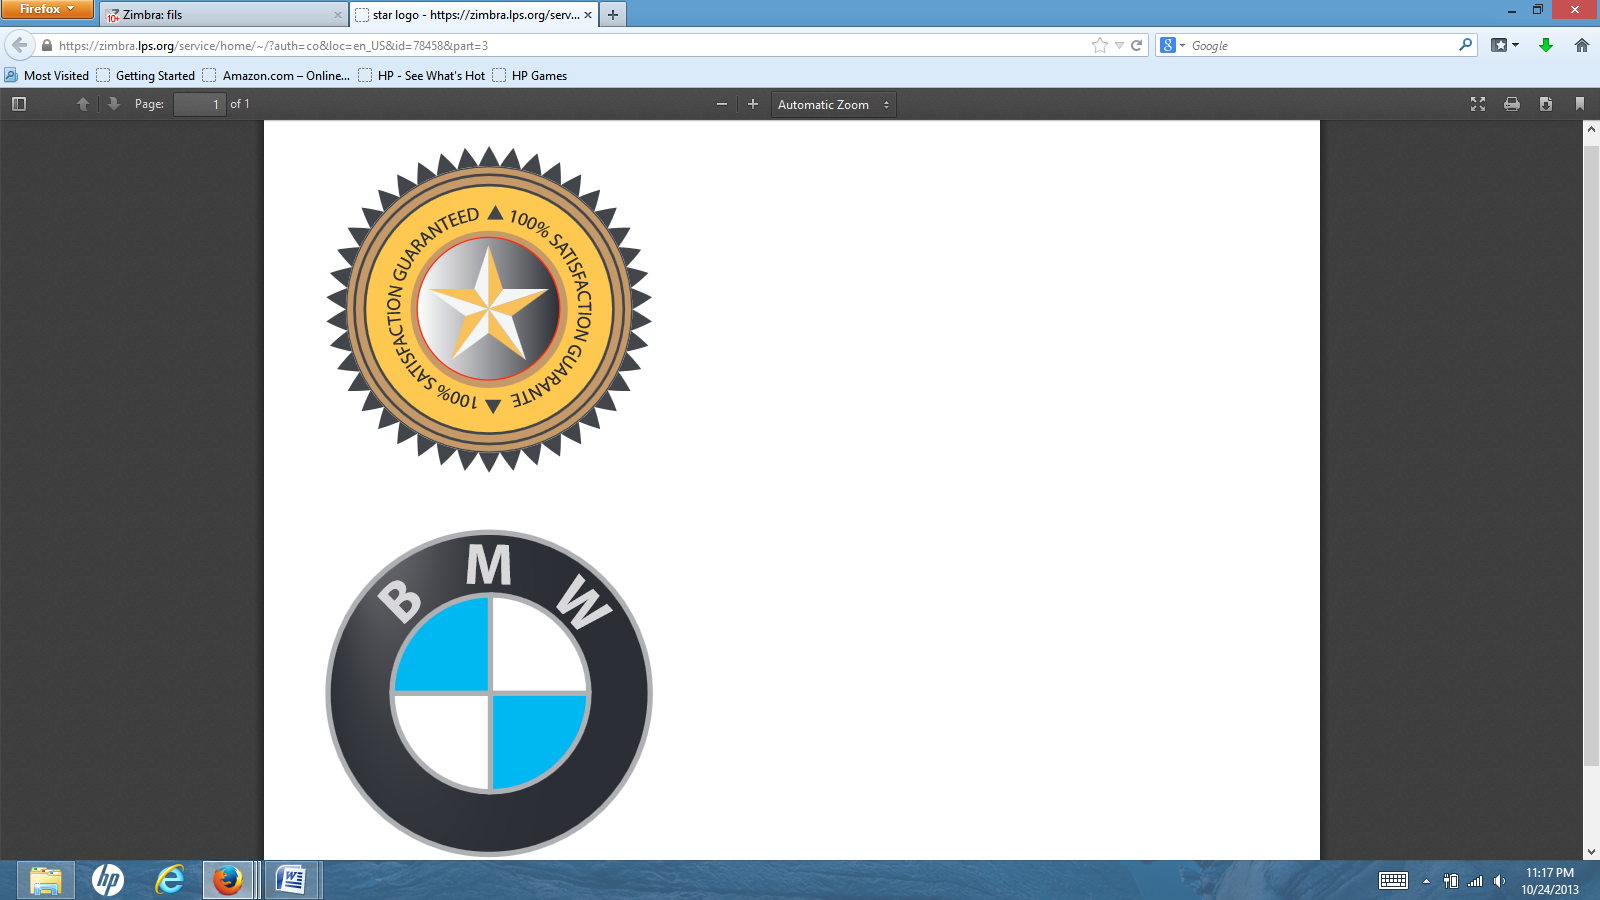 Firefox
Zimbra: fils
star logo - https://zimbra.lps.org/serv...
https://zimbra.lps.org/service/home/~/?auth=co&loc=en_US&id=78458&part=3
Google
Most Visited
Getting Started
Amazon.com – Online...
HP - See What's Hot
HP Games
Page: 1 of 1
Automatic Zoom
100% SATISFACTION GUARANTEED
100% SATISFACTION GUARANTE
B M W
hp
11:17 PM
10/24/2013